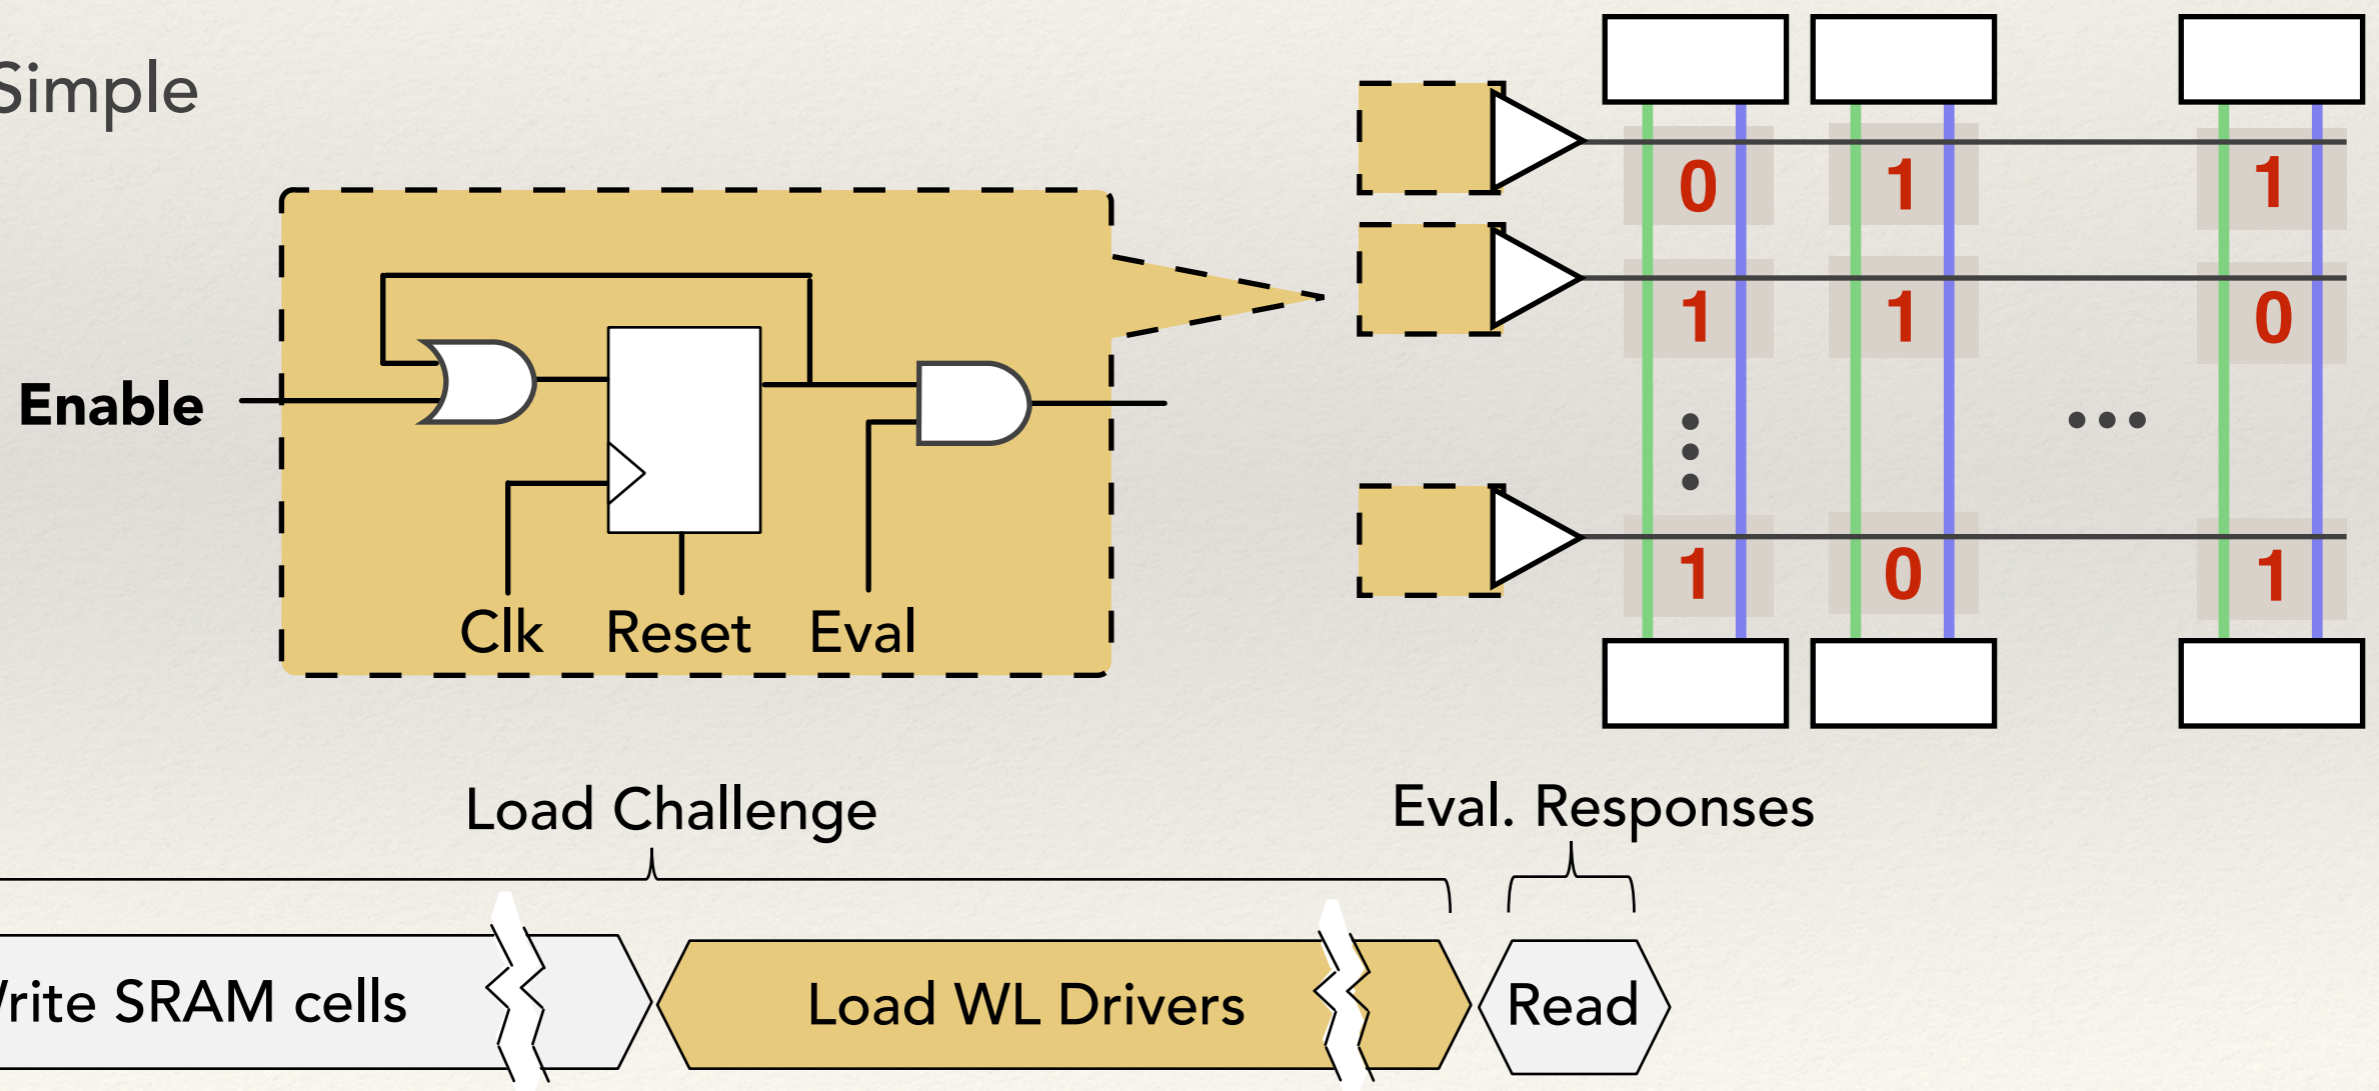 Simple
0 1 1
1 1 0
Enable
1 0 1
Clk Reset Eval
Load Challenge
Eval. Responses
SRAM cells
Load WL Drivers
Read